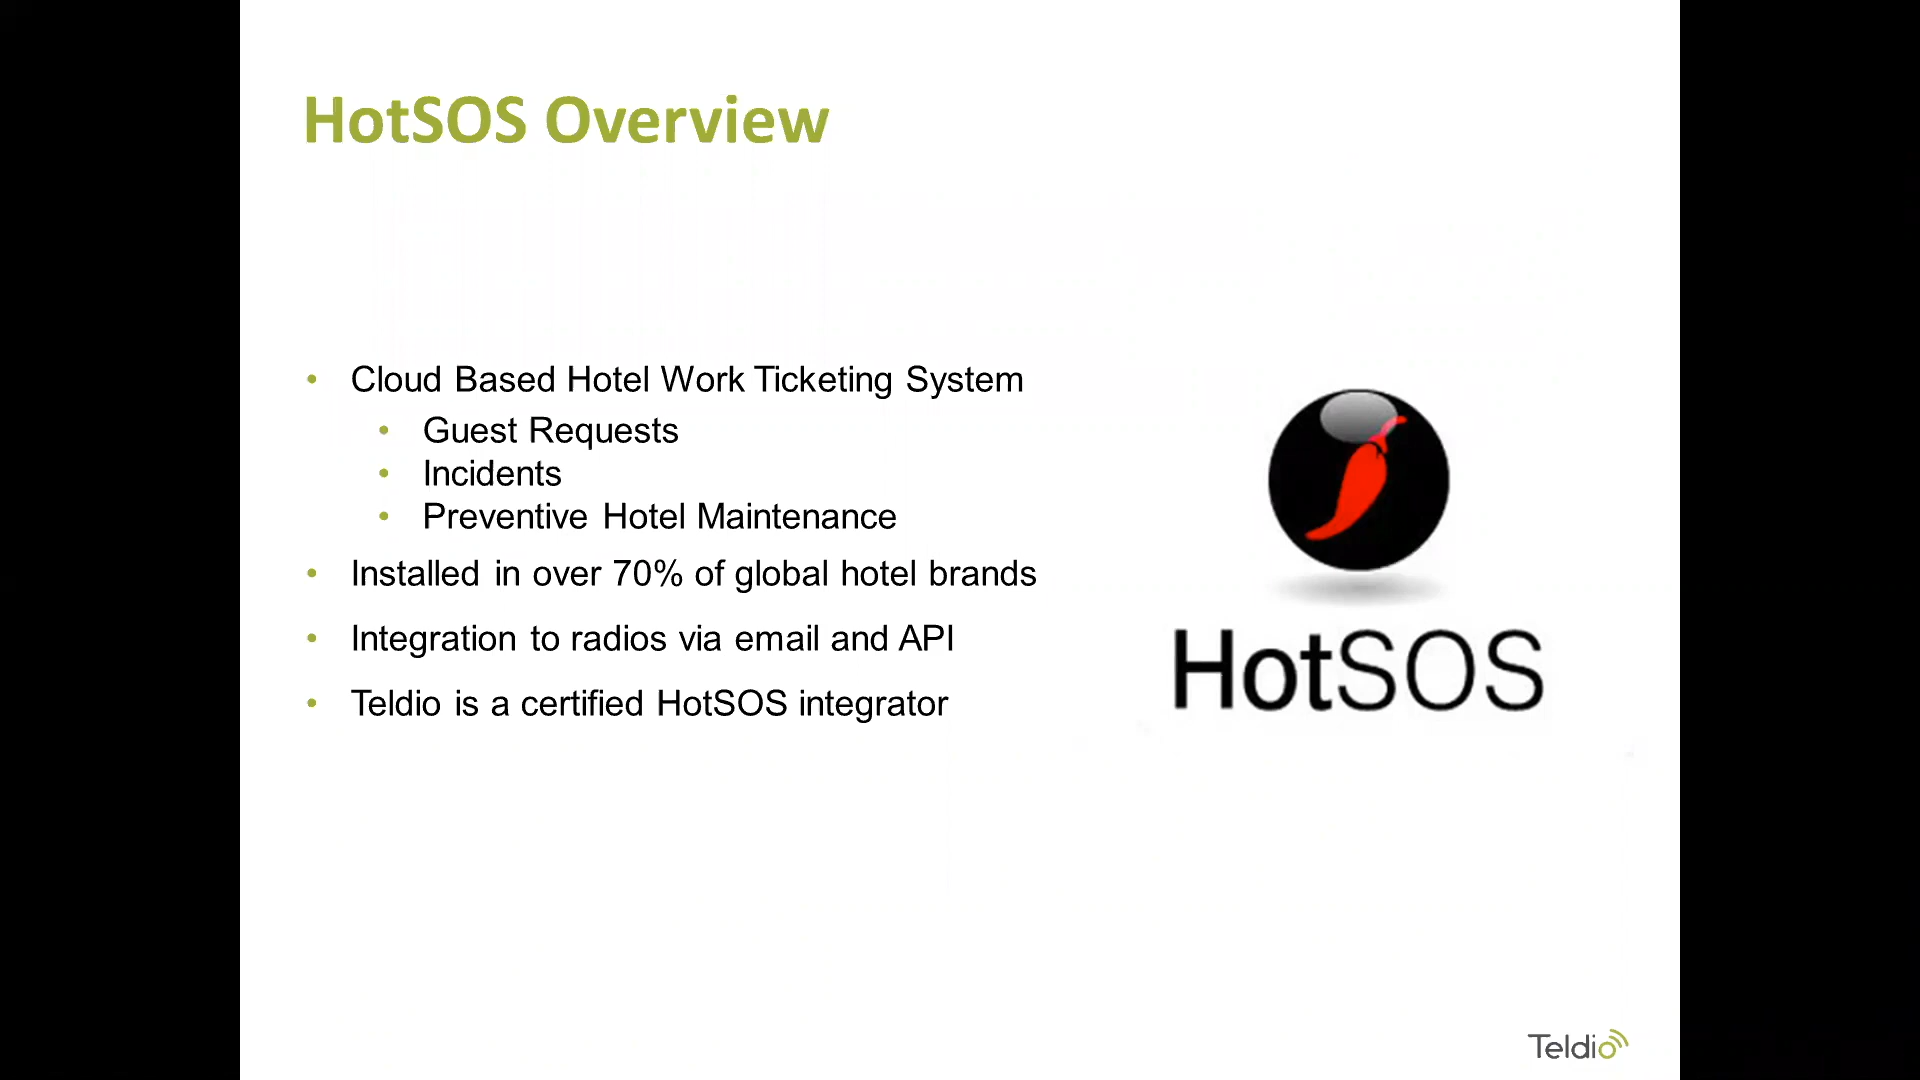 HotSOS Overview
• Cloud Based Hotel Work Ticketing System
• Guest Requests
• Incidents
• Preventive Hotel Maintenance
• Installed in over 70% of global hotel brands
• Integration to radios via email and API
• Teldio is a certified HotSOS integrator
HotSOS
Teldio